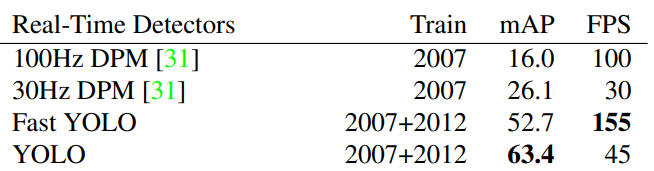 Real-Time Detectors Train mAP FPS
100Hz DPM [31] 2007 16.0 100
30Hz DPM [31] 2007 26.1 30
Fast YOLO 2007+2012 52.7 155
YOLO 2007+2012 63.4 45